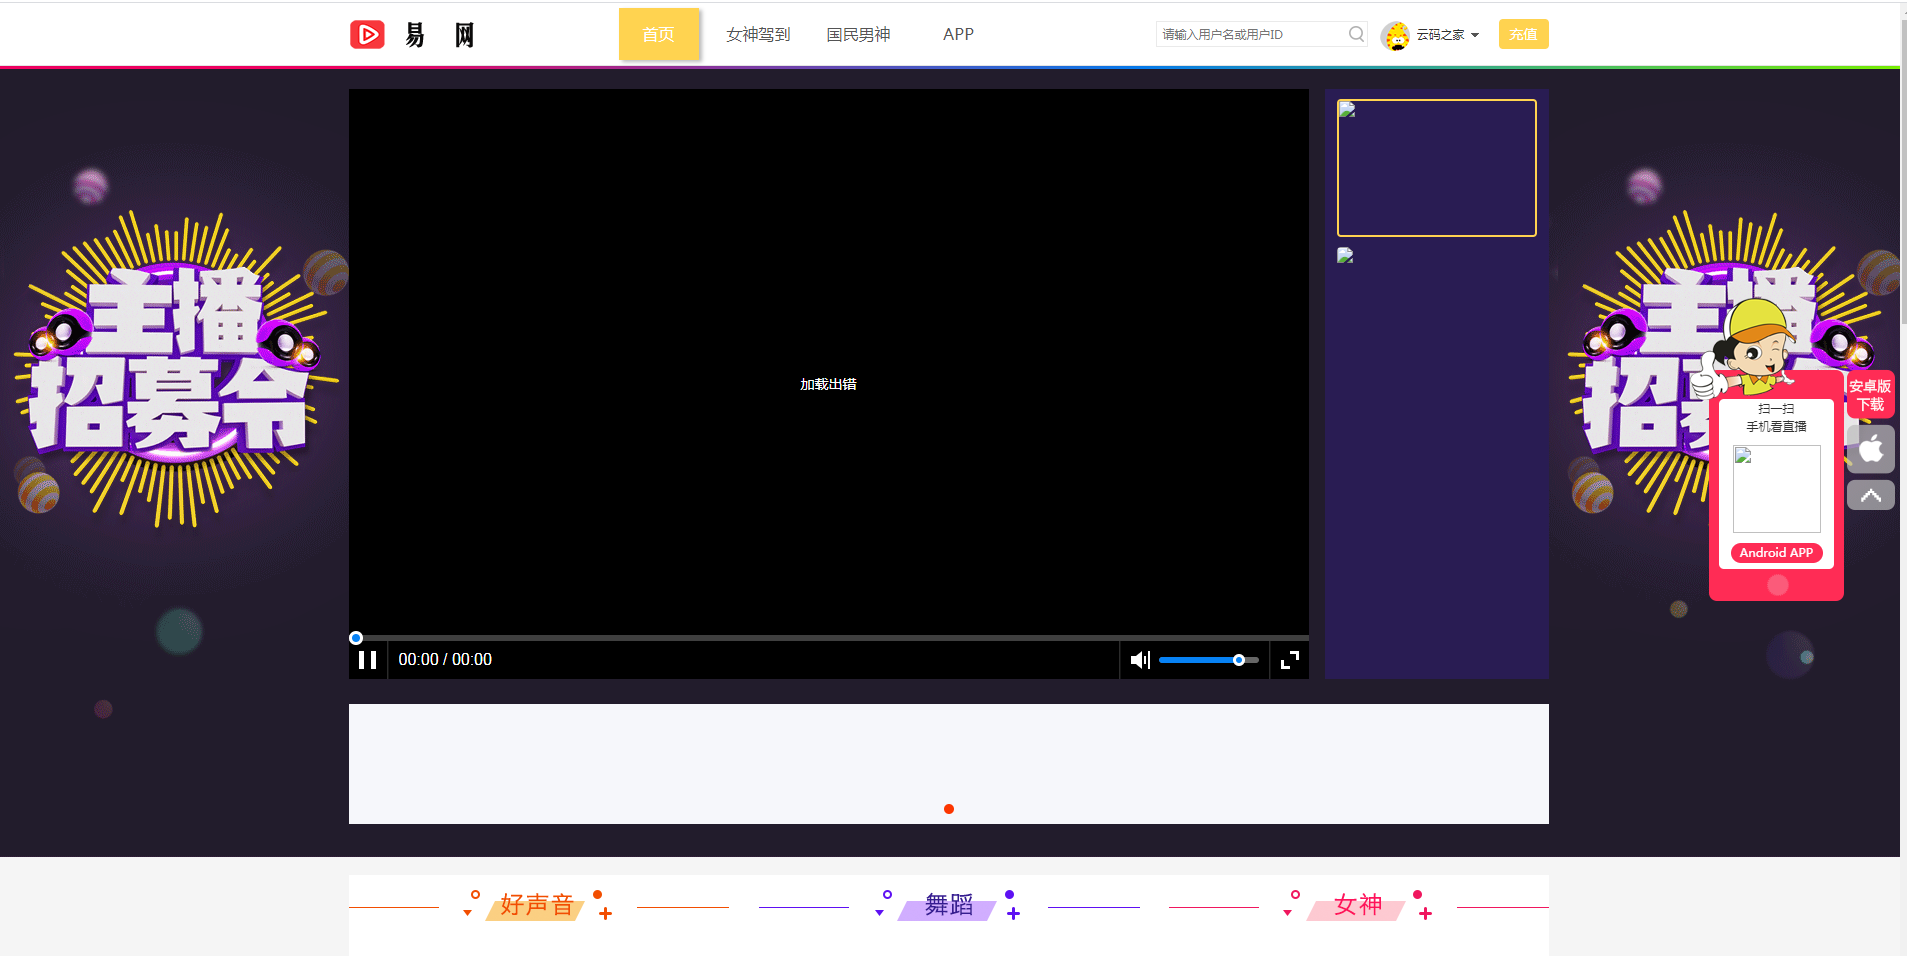 易 网
首页
女神驾到
国民男神
APP
请输入用户名或用户ID
云码之家
充值
主播
招募令
主播
招募
加载出错
安卓版
下载
扫一扫
手机看直播
Android APP
00:00 / 00:00
好声音
舞蹈
女神